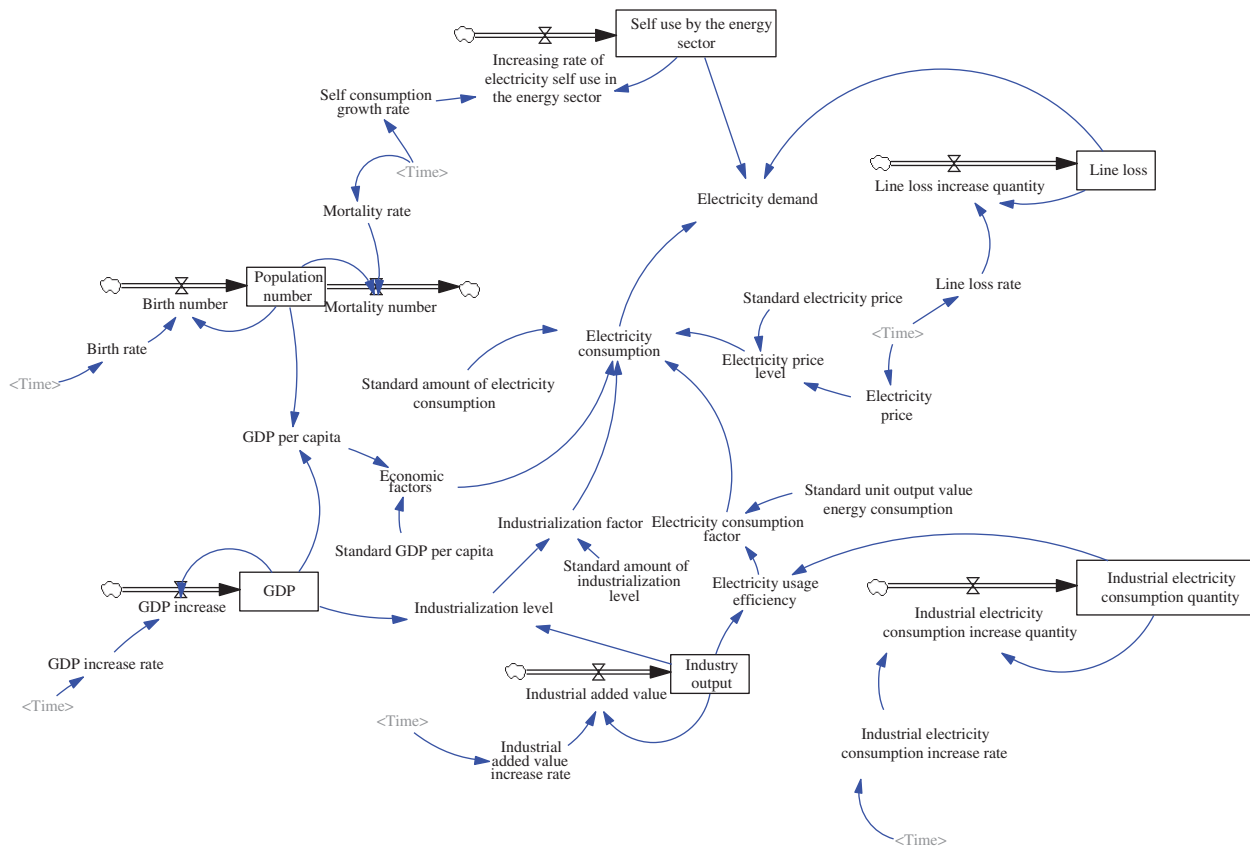 Self use by the energy
sector
Increasing rate of
electricity self use in
the energy sector
Self consumption
growth rate
<Time>
Mortality rate
Electricity demand
Line loss increase quantity
Line loss
Population
number
Birth number
Mortality number
Birth rate
<Time>
Line loss rate
Standard electricity price
<Time>
Electricity
consumption
Electricity price
level
Electricity
price
Standard amount of electricity
consumption
GDP per capita
Economic
factors
Standard GDP per capita
Industrialization factor
Electricity consumption
factor
Standard unit output value
energy consumption
Standard amount of
industrialization
level
Electricity usage
efficiency
Industrial electricity
consumption quantity
GDP
GDP increase
Industrialization level
Industrial electricity
consumption increase quantity
GDP increase rate
<Time>
Industry
output
Industrial added value
<Time>
Industrial
added value
increase rate
Industrial electricity
consumption increase rate
<Time>